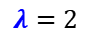 λ = 2